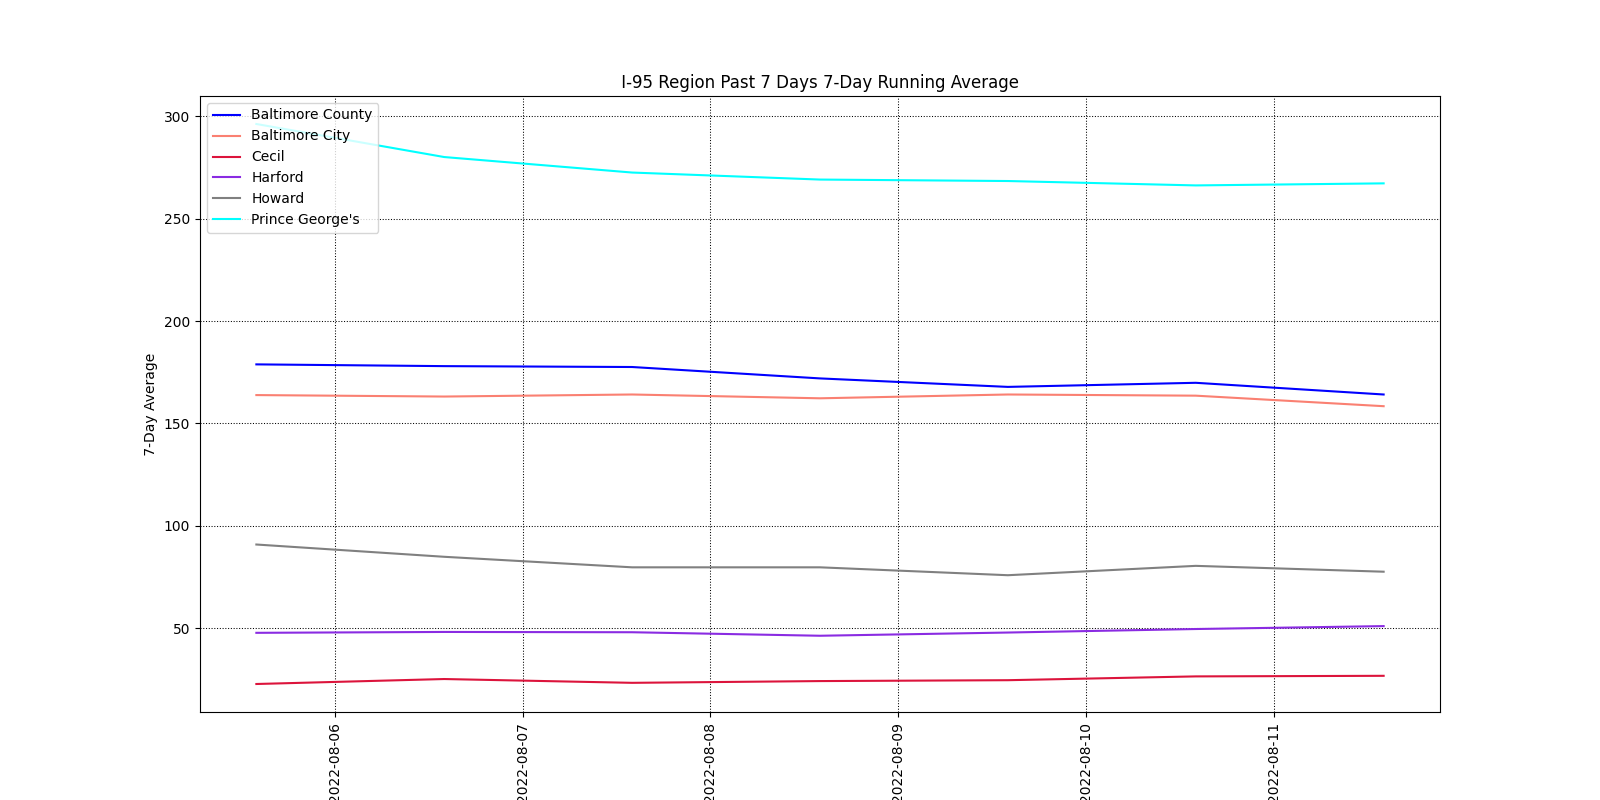 I-95 Region Past 7 Days 7-Day Running Average
Baltimore County
Baltimore City
Cecil
Harford
Howard
Prince George's
7-Day Average
300
250
200
150
100
50
2022-08-06
2022-08-07
2022-08-08
2022-08-09
2022-08-10
2022-08-11